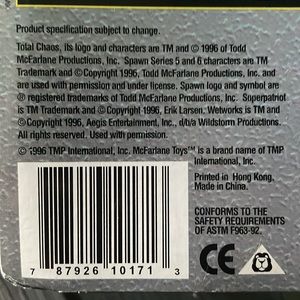 Product specification subject to change.
Total Chaos, its logo and characters are TM and © 1996 of Todd
McFarlane Productions, Inc. Spawn Series 5 and 6 characters are TM
Trademark and © Copyright 1996, Todd McFarlane Productions, Inc. and are
used with permission and under license. Spawn logo and symbol are
® registered trademarks of Todd McFarlane Productions, Inc. Superpatriot
is TM Trademark and © Copyright 1996, Erik Larsen, Wetworks is TM and
© Copyright 1996, Aegis Entertainment, Inc., d/b/a Wildstorm Productions.
All rights reserved. Used with permission.
© 1996 TMP International, Inc. McFarlane Toys™ is a brand name of TMP
International, Inc.
Printed in Hong Kong,
Made in China.
CE
CONFORMS TO THE
SAFETY REQUIREMENTS
OF ASTM F963-92.
7 87926 10171 3